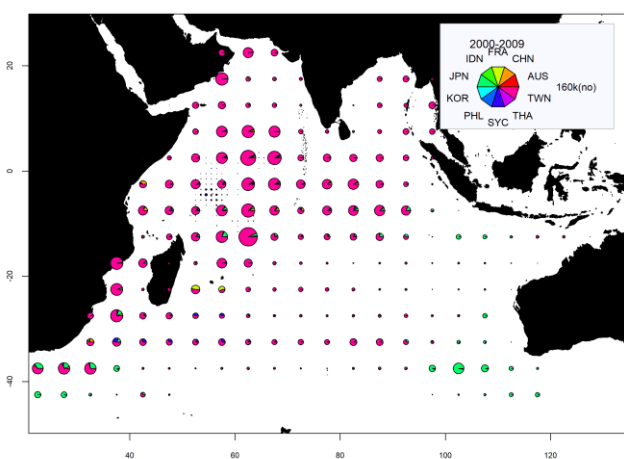 2000-2009
FRA
IDN CHN
JPN AUS
KOR TWN
160k(no)
PHL THA
SYC
20
0
-20
-40
40 60 80 100 120